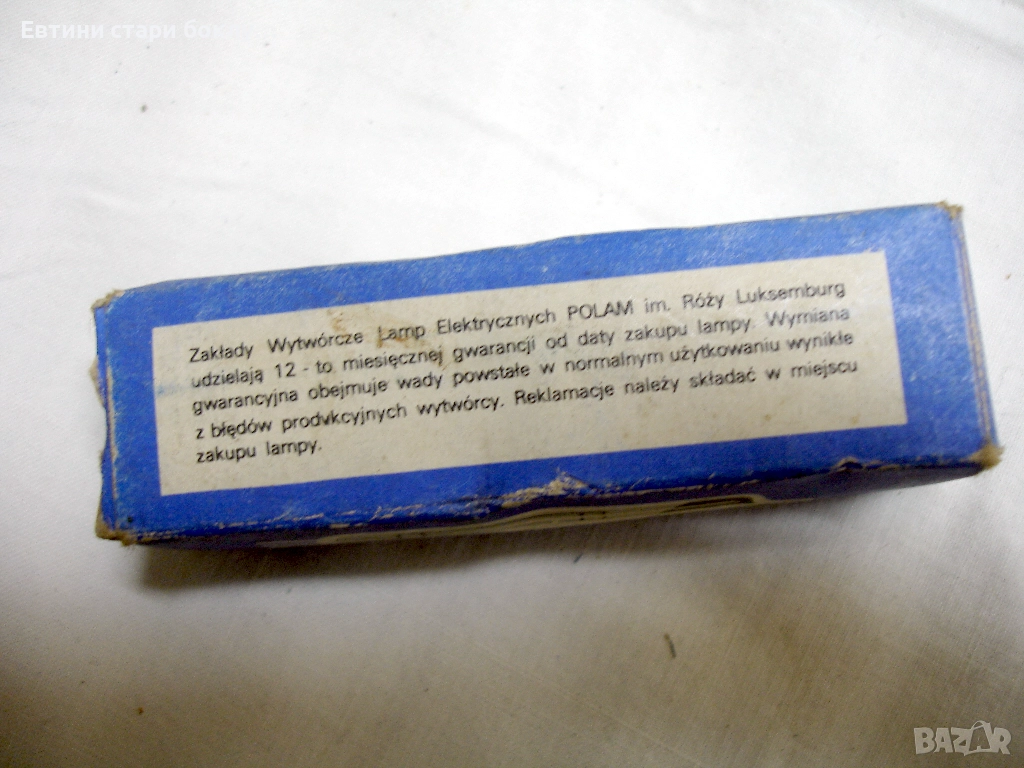 Евтини стари бок
Zakłady Wytwórcze Lamp Elektrycznych POLAM im. Róży Luksemburg
udzielają 12 - to miesięcznej gwarancji od daty zakupu lampy. Wymiana
gwarancyjna obejmuje wady powstałe w normalnym użytkowaniu wynikłe
z błędów prodvkcyjnych wytwórcy. Reklamacje należy składać w miejscu
zakupu lampy.
BAZAR